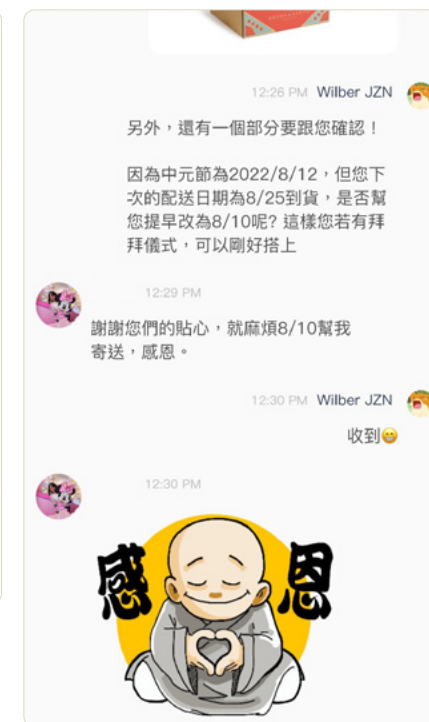 12:26 PM Wilber JZN
另外，還有一個部分要跟您確認！
因為中元節為2022/8/12，但您下
次的配送日期為8/25到貨，是否幫
您提早改為8/10呢? 這樣您若有拜
拜儀式，可以剛好搭上
12:29 PM
謝謝您們的貼心，就麻煩8/10幫我
寄送，感恩。
12:30 PM Wilber JZN
收到😁
12:30 PM
感恩